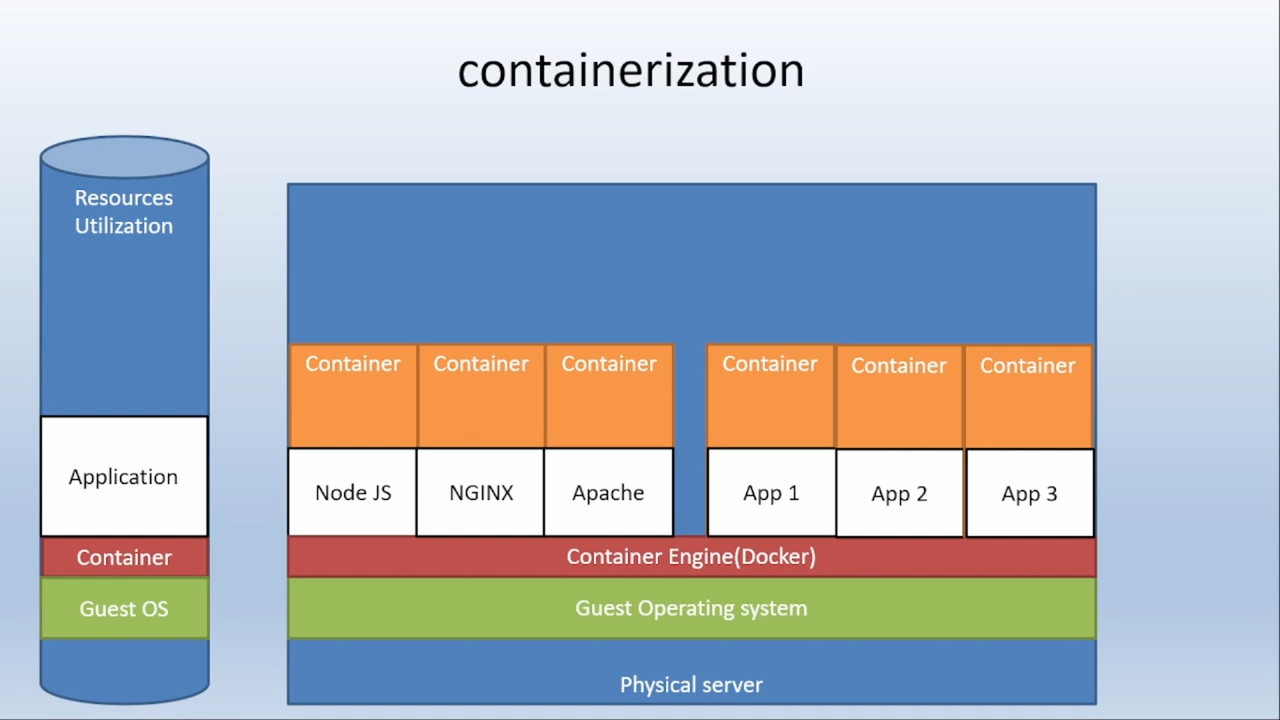 containerization
Resources
Utilization
Application
Container
Guest OS
Container Container Container Container Container Container
Node JS NGINX Apache App 1 App 2 App 3
Container Engine(Docker)
Guest Operating system
Physical server